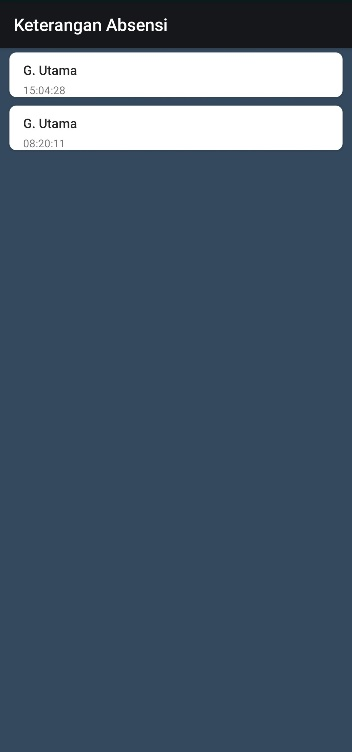 Keterangan Absensi
G. Utama
15:04:28
G. Utama
08:20:11